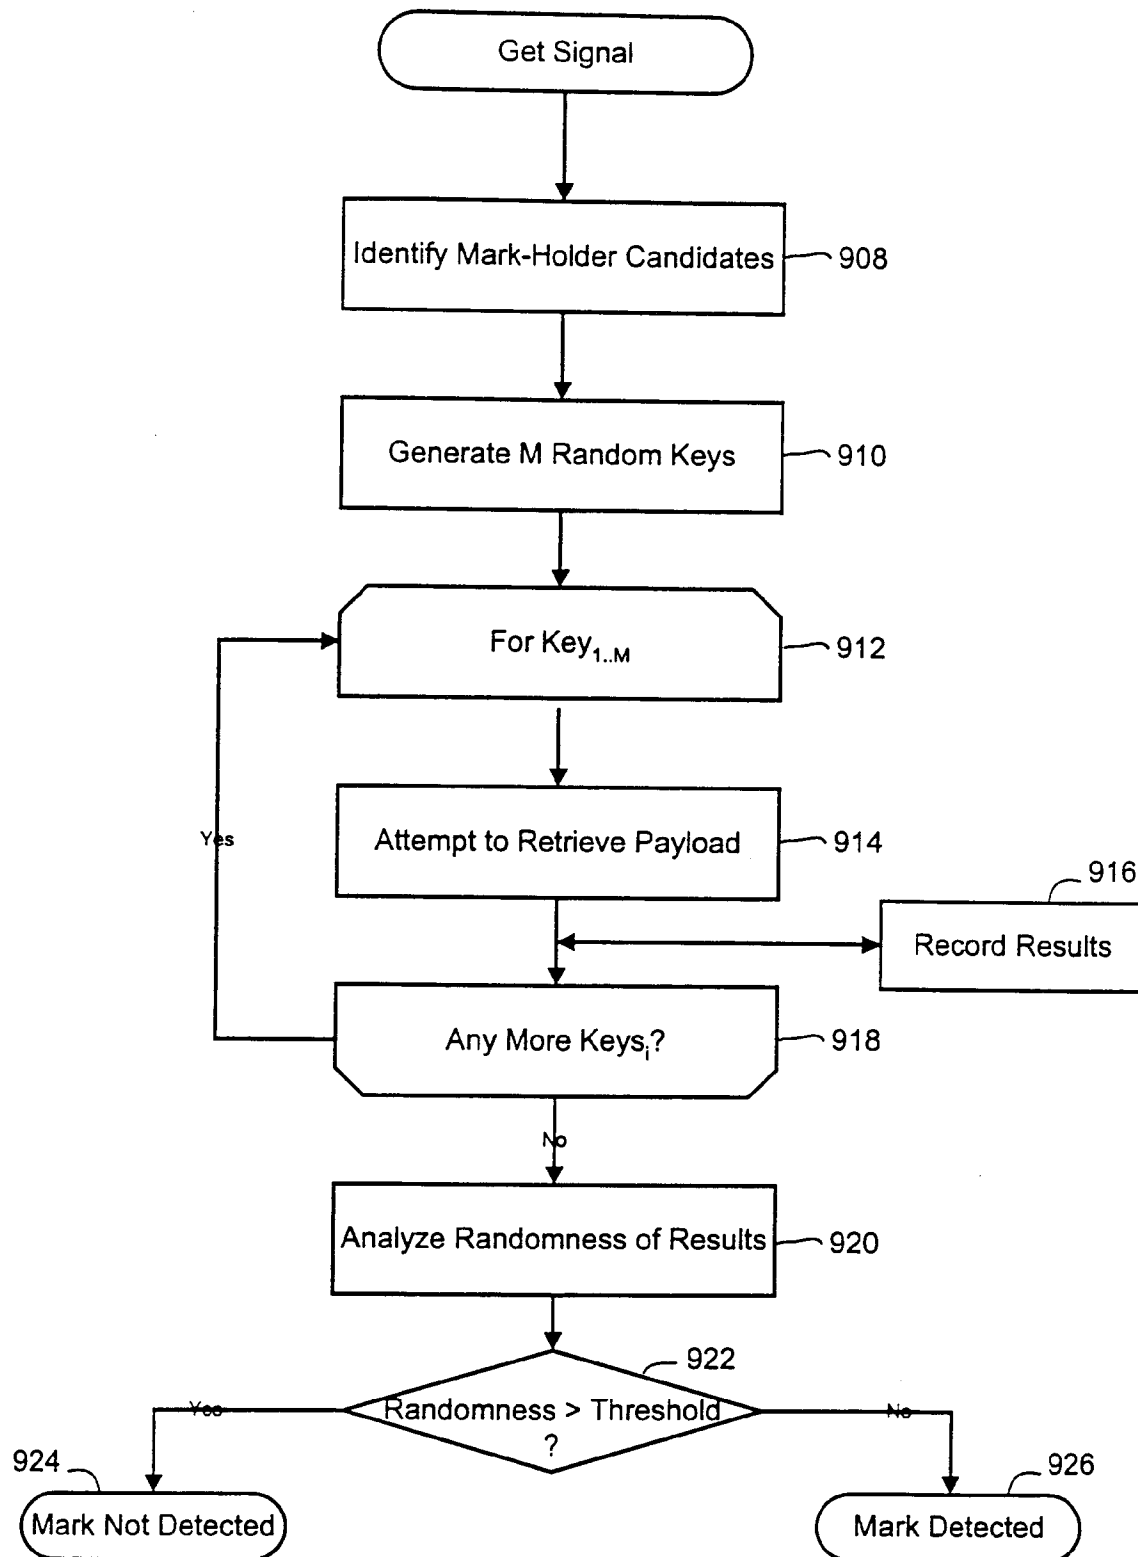 Get Signal
Identify Mark-Holder Candidates
908
Generate M Random Keys
910
For Key1..M
912
Attempt to Retrieve Payload
914
Yes
916
Record Results
Any More Keysi?
918
No
Analyze Randomness of Results
920
922
Randomness > Threshold
?
Yes
No
924
926
Mark Not Detected
Mark Detected